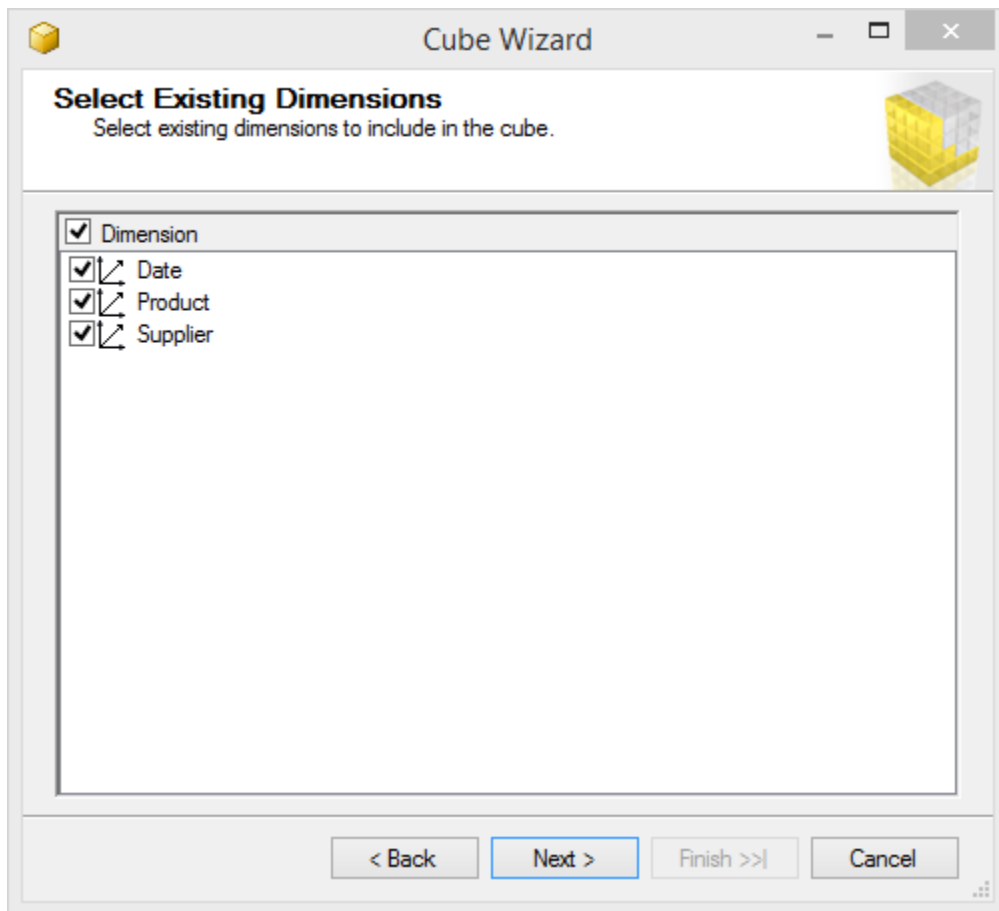 Cube Wizard
Select Existing Dimensions
Select existing dimensions to include in the cube.
Dimension
Date
Product
Supplier
< Back Next > Finish >>| Cancel